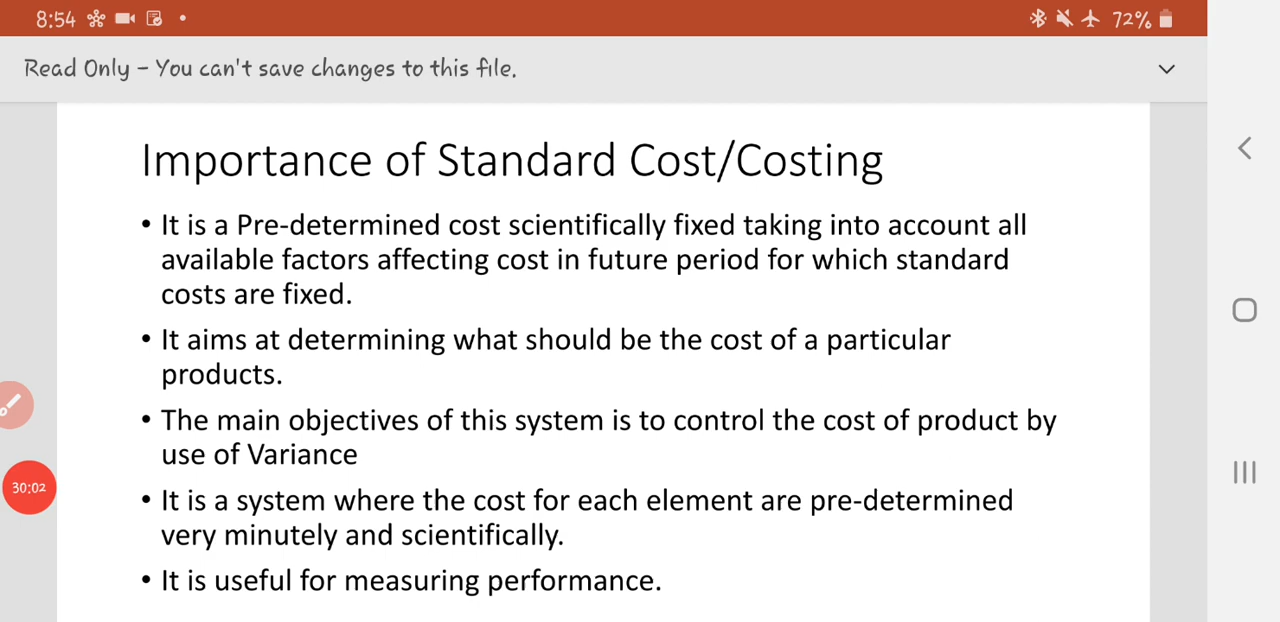 8:54
72%
Read Only – You can't save changes to this file.
Importance of Standard Cost/Costing
• It is a Pre-determined cost scientifically fixed taking into account all
available factors affecting cost in future period for which standard
costs are fixed.
• It aims at determining what should be the cost of a particular
products.
• The main objectives of this system is to control the cost of product by
use of Variance
• It is a system where the cost for each element are pre-determined
very minutely and scientifically.
• It is useful for measuring performance.
30:02